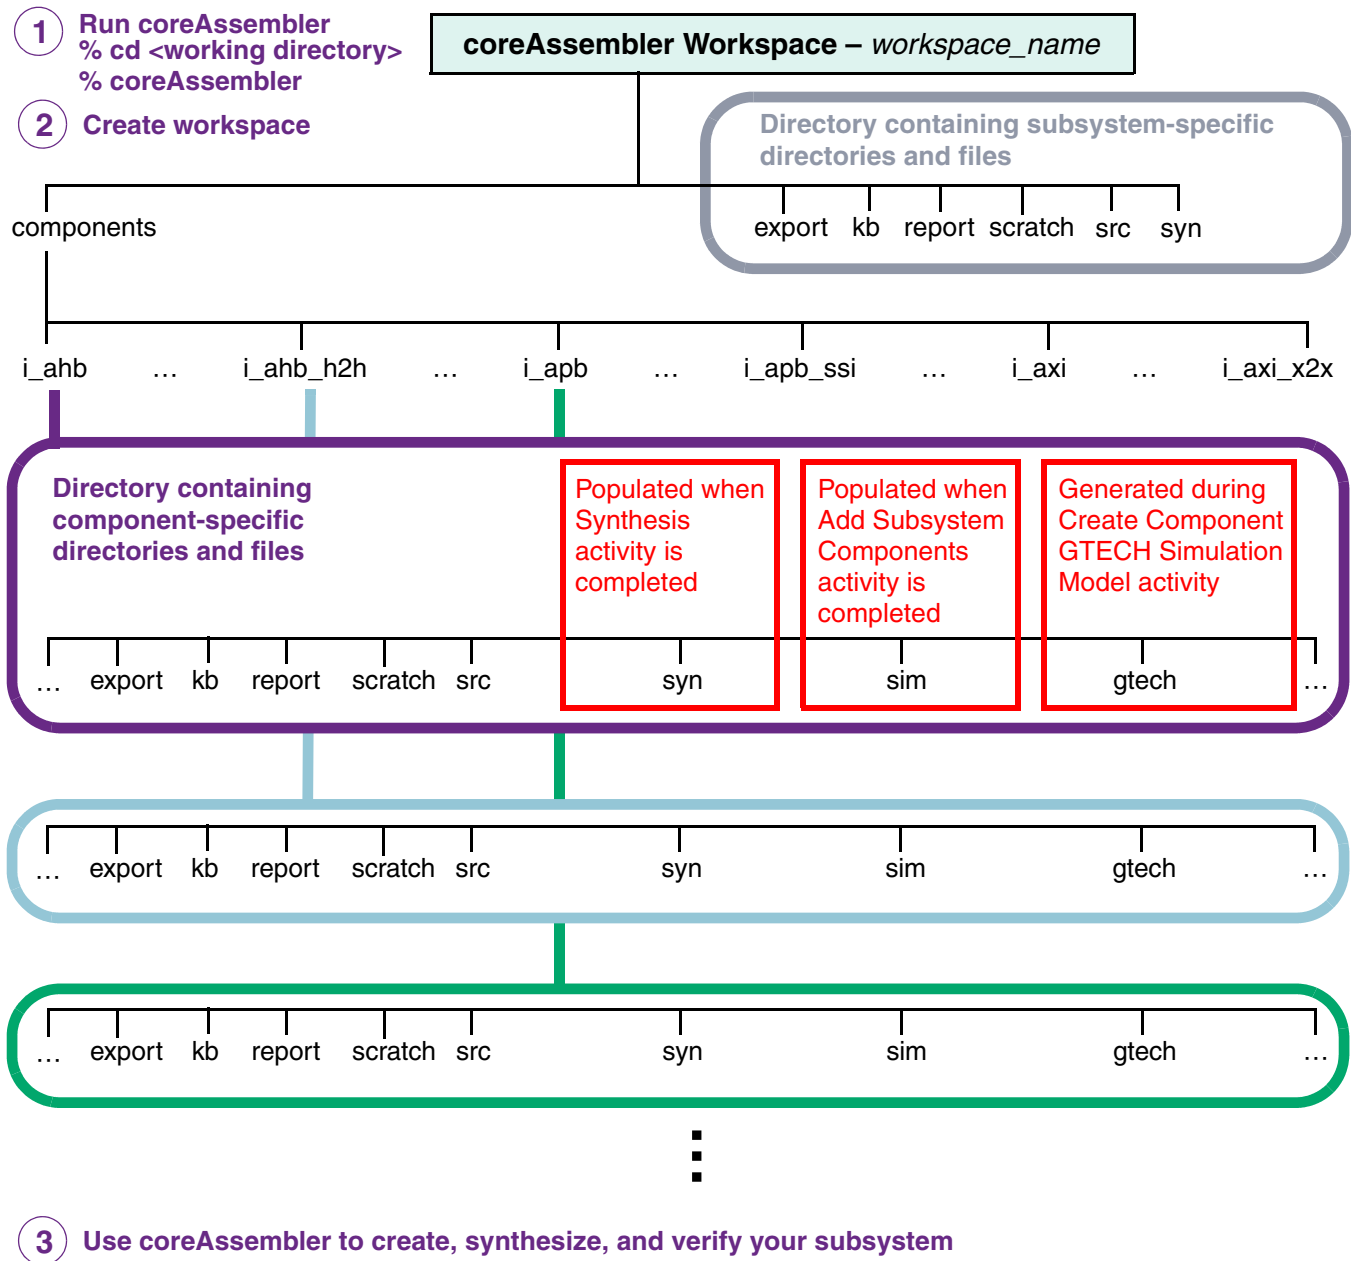 1 Run coreAssembler
% cd <working directory>
% coreAssembler
coreAssembler Workspace – workspace_name
2 Create workspace
Directory containing subsystem-specific
directories and files
components
export kb report scratch src syn
i_ahb … i_ahb_h2h … i_apb … i_apb_ssi … i_axi … i_axi_x2x
Directory containing
component-specific
directories and files
Populated when
Synthesis
activity is
completed
Populated when
Add Subsystem
Components
activity is
completed
Generated during
Create Component
GTECH Simulation
Model activity
… export kb report scratch src syn sim gtech …
… export kb report scratch src syn sim gtech …
… export kb report scratch src syn sim gtech …
3 Use coreAssembler to create, synthesize, and verify your subsystem